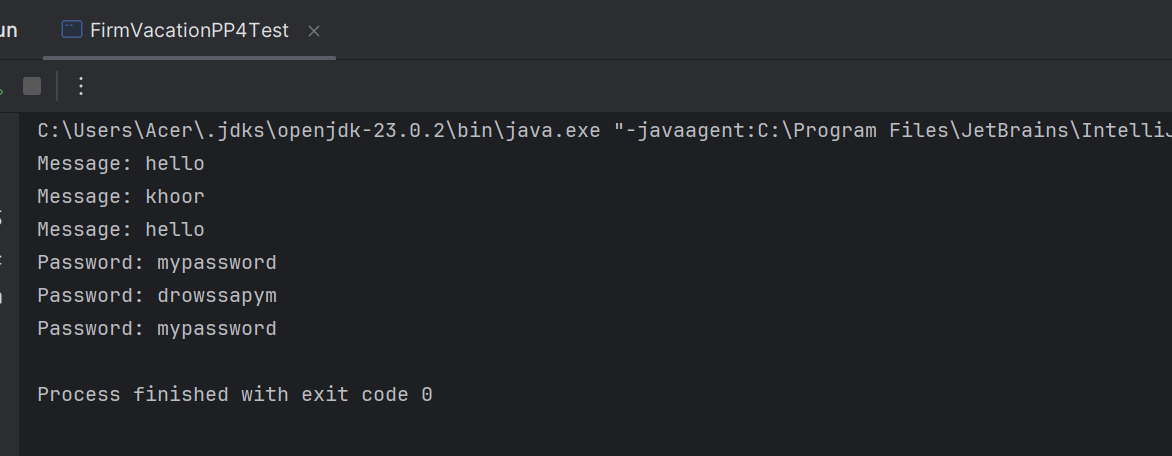 un FirmVacationPP4Test
C:\Users\Acer\.jdks\openjdk-23.0.2\bin\java.exe "-javaagent:C:\Program Files\JetBrains\IntelliJ
Message: hello
Message: khoor
Message: hello
Password: mypassword
Password: drowssapym
Password: mypassword
Process finished with exit code 0